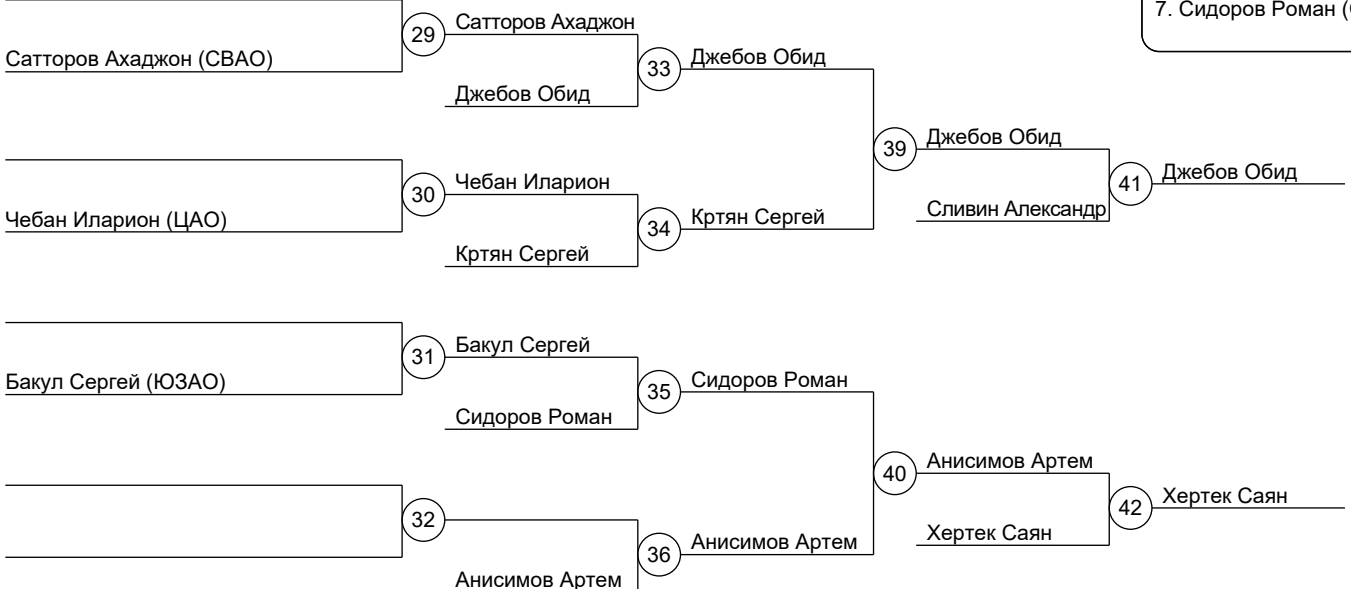 7. Сидоров Роман (
Сатторов Ахаджон (СВАО)
29
Сатторов Ахаджон
Джебов Обид
33
Джебов Обид
Чебан Иларион (ЦАО)
30
Чебан Иларион
Кртян Сергей
34
Кртян Сергей
39
Джебов Обид
Сливин Александр
41
Джебов Обид
Бакул Сергей (ЮЗАО)
31
Бакул Сергей
Сидоров Роман
35
Сидоров Роман
32
Анисимов Артем
36
Анисимов Артем
40
Анисимов Артем
Хертек Саян
42
Хертек Саян